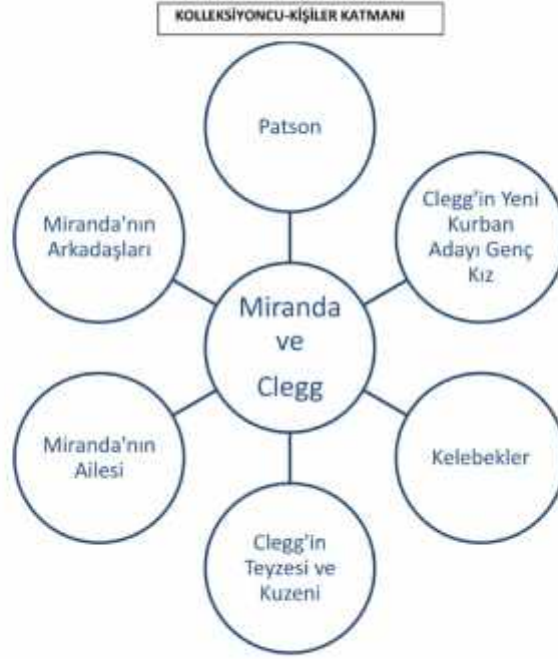 KOLLEKSİYONCU-KİŞİLER KATMANI
Patson
Clegg'in Yeni
Kurban
Adayı Genç
Kız
Kelebekler
Clegg'in
Teyzesi ve
Kuzeni
Miranda'nın
Ailesi
Miranda'nın
Arkadaşları
Miranda
ve
Clegg